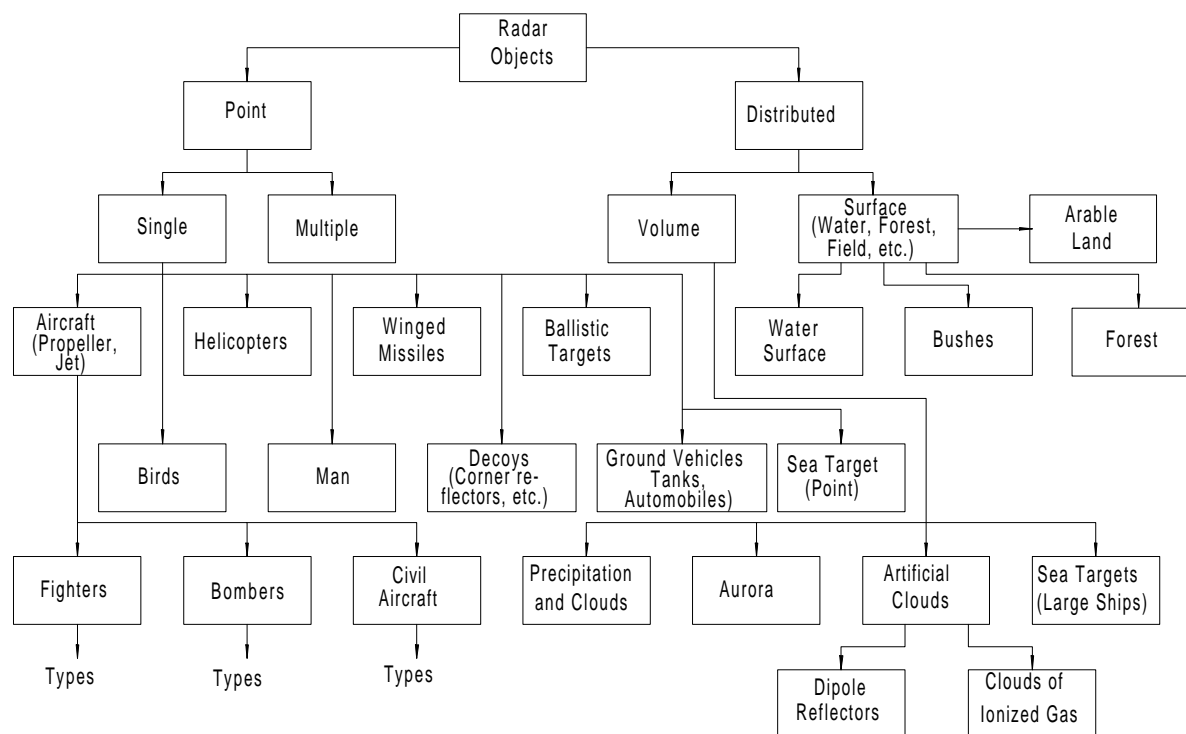 Radar
Objects
Point
Distributed
Single
Multiple
Volume
Surface
(Water, Forest,
Field, etc.)
Arable
Land
Aircraft
(Propeller,
Jet)
Helicopters
Winged
Missiles
Ballistic
Targets
Water
Surface
Bushes
Forest
Birds
Man
Decoys
(Corner re-
flectors, etc.)
Ground Vehicles
Tanks,
Automobiles)
Sea Target
(Point)
Fighters
Bombers
Civil
Aircraft
Precipitation
and Clouds
Aurora
Artificial
Clouds
Sea Targets
(Large Ships)
Types
Types
Types
Dipole
Reflectors
Clouds of
Ionized Gas